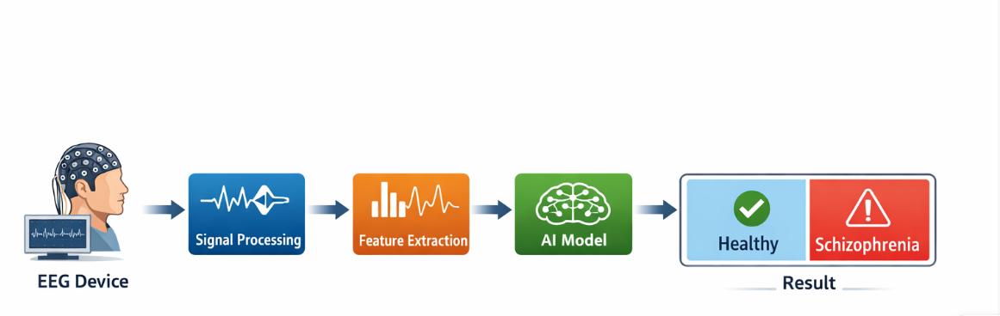 EEG Device
Signal Processing
Feature Extraction
AI Model
Healthy
Schizophrenia
Result